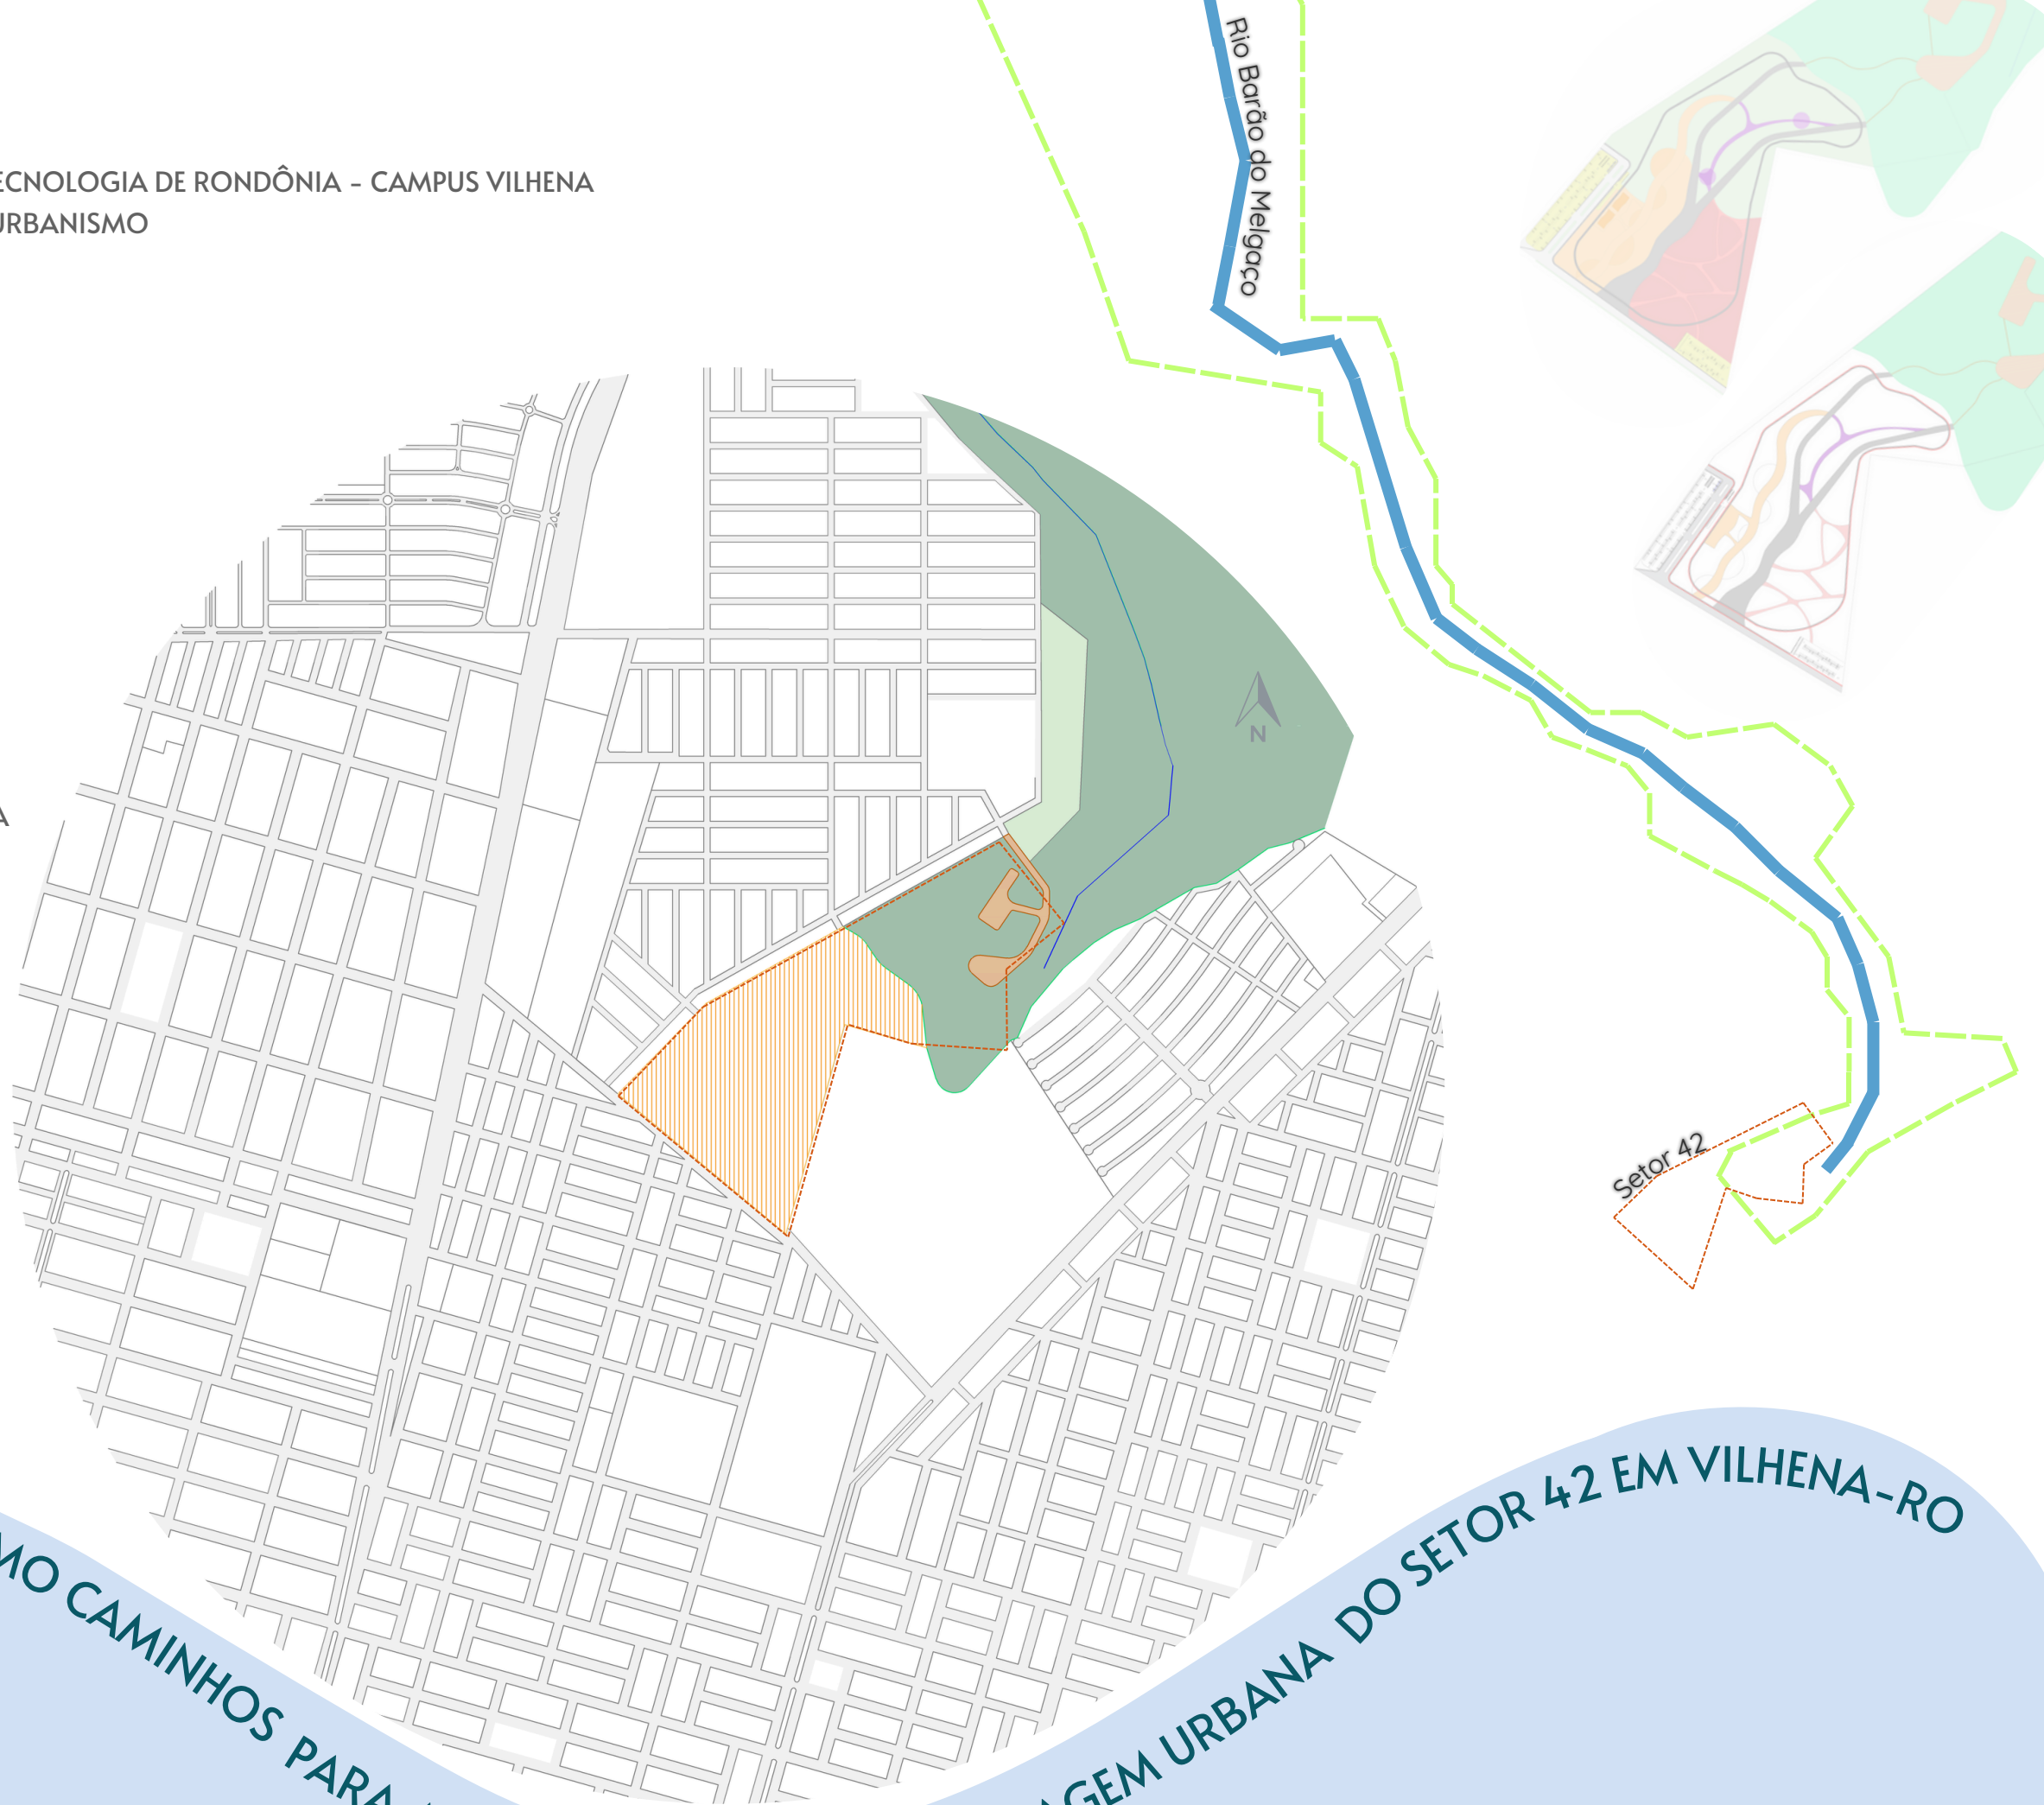 Rio Barão do Melgaço
ECNOLOGIA DE RONDÔNIA - CAMPUS VILHENA
URBANISMO
N
A
Setor 42
MO CAMINHOS PARA
AGEM URBANA DO SETOR 42 EM VILHENA-RO